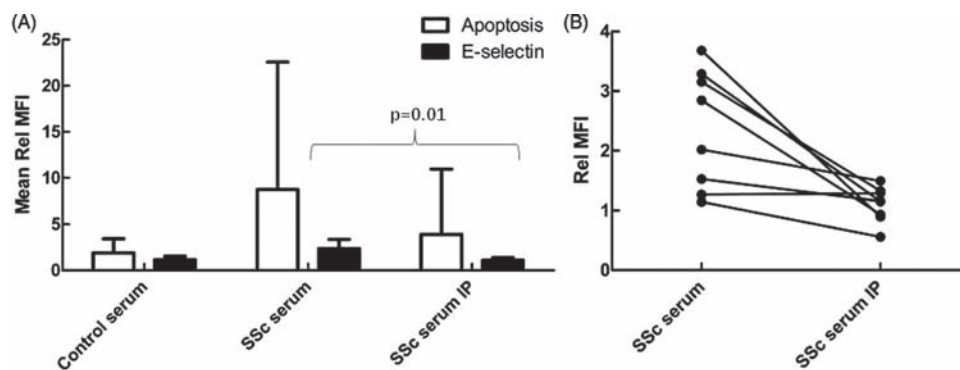 (A)
Apoptosis
E-selectin
Mean Rel MFI
25
20
15
10
5
0
p=0.01
Control serum
SSc serum
SSc serum IP
(B)
Rel MFI
4
3
2
1
0
SSc serum
SSc serum IP